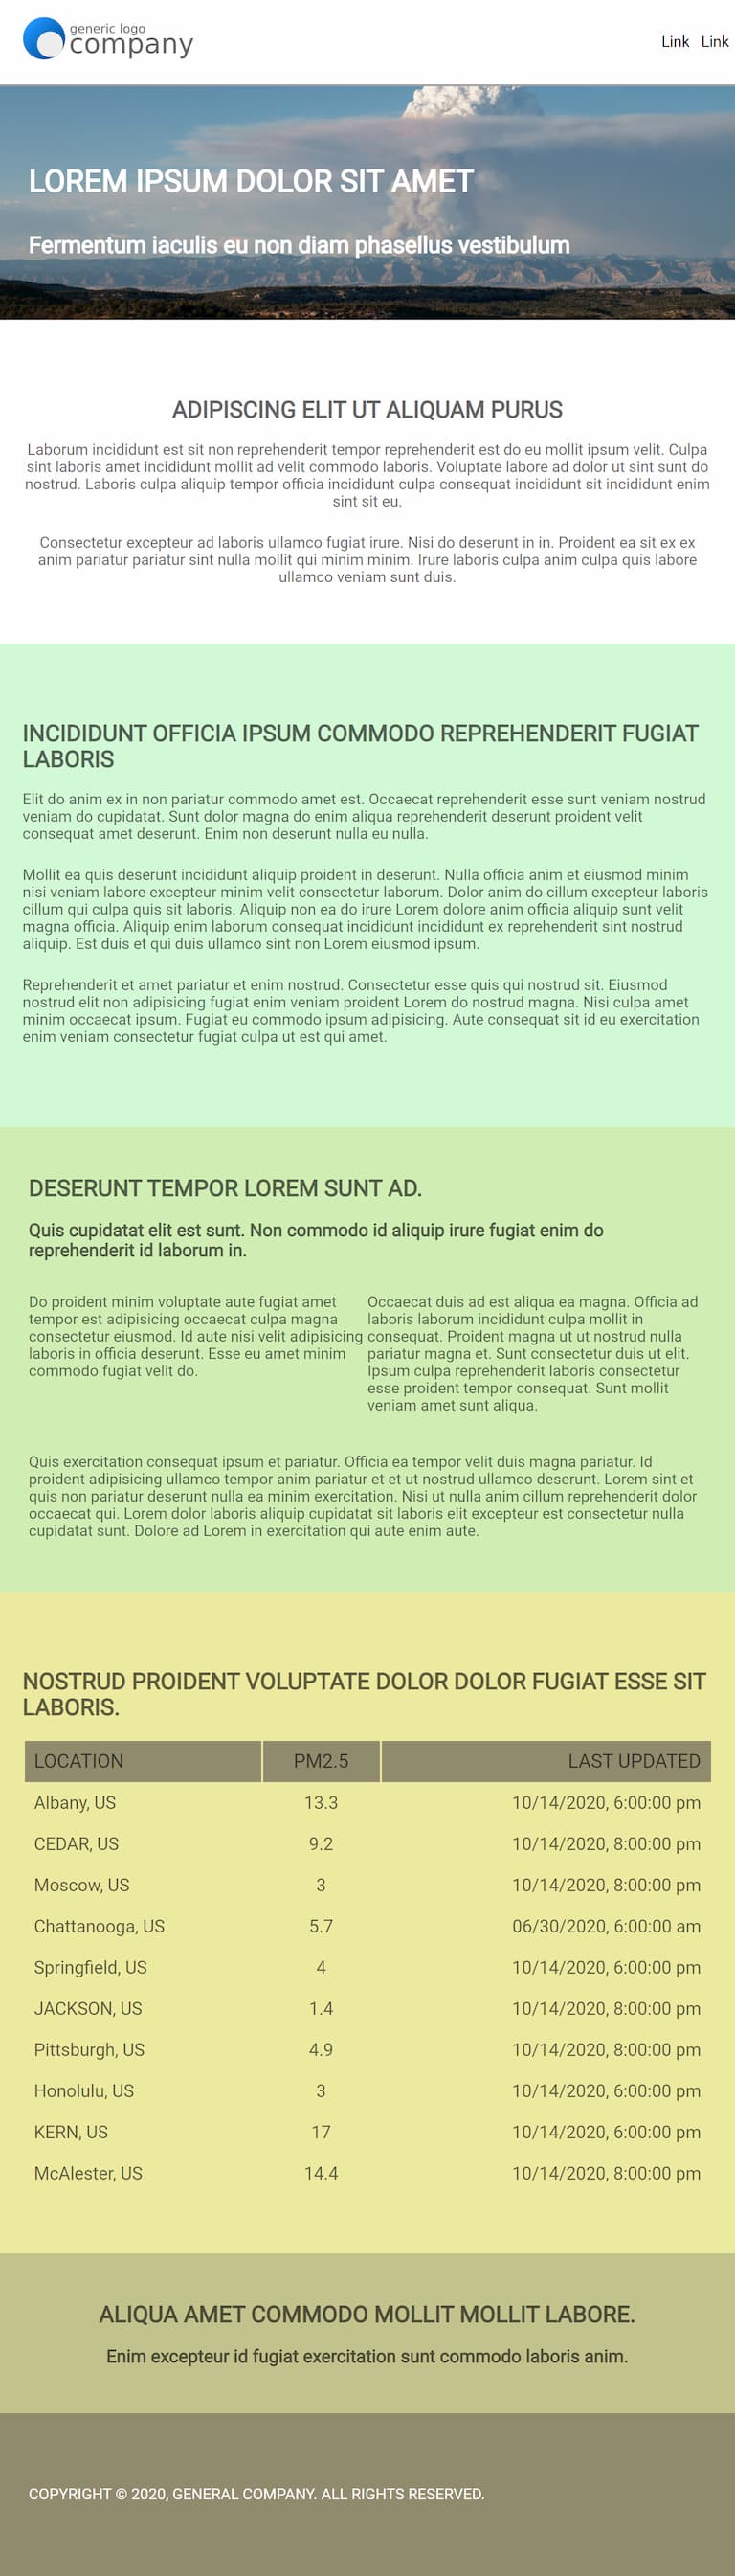 generic logo
company
Link Link
LOREM IPSUM DOLOR SIT AMET
Fermentum iaculis eu non diam phasellus vestibulum
ADIPISCING ELIT UT ALIQUAM PURUS
Laborum incididunt est sit non reprehenderit tempor reprehenderit est do eu mollit ipsum velit. Culpa
sint laboris amet incididunt mollit ad velit commodo laboris. Voluptate labore ad dolor ut sint sunt do
nostrud. Laboris culpa aliquip tempor officia incididunt culpa consequat incididunt sit incididunt enim
sint sit eu.
Consectetur excepteur ad laboris ullamco fugiat irure. Nisi do deserunt in in. Proident ea sit ex ex
anim pariatur pariatur sint nulla mollit qui minim minim. Irure laboris culpa anim culpa quis labore
ullamco veniam sunt duis.
INCIDIDUNT OFFICIA IPSUM COMMODO REPREHENDERIT FUGIAT
LABORIS
Elit do anim ex in non pariatur commodo amet est. Occaecat reprehenderit esse sunt veniam nostrud
veniam do cupidatat. Sunt dolor magna do enim aliqua reprehenderit deserunt proident velit
consequat amet deserunt. Enim non deserunt nulla eu nulla.
Mollit ea quis deserunt incididunt aliquip proident in deserunt. Nulla officia anim et eiusmod minim
nisi veniam labore excepteur minim velit consectetur laborum. Dolor anim do cillum excepteur laboris
cillum qui culpa quis sit laboris. Aliquip non ea do irure Lorem dolore anim officia aliquip sunt velit
magna officia. Aliquip enim laborum consequat incididunt incididunt ex reprehenderit sint nostrud
aliquip. Est duis et qui duis ullamco sint non Lorem eiusmod ipsum.
Reprehenderit et amet pariatur et enim nostrud. Consectetur esse quis qui nostrud sit. Eiusmod
nostrud elit non adipisicing fugiat enim veniam proident Lorem do nostrud magna. Nisi culpa amet
minim occaecat ipsum. Fugiat eu commodo ipsum adipisicing. Aute consequat sit id eu exercitation
enim veniam consectetur fugiat culpa ut est qui amet.
DESERUNT TEMPOR LOREM SUNT AD.
Quis cupidatat elit est sunt. Non commodo id aliquip irure fugiat enim do
reprehenderit id laborum in.
Do proident minim voluptate aute fugiat amet
tempor est adipisicing occaecat culpa magna
consectetur eiusmod. Id aute nisi velit adipisicing
laboris in officia deserunt. Esse eu amet minim
commodo fugiat velit do.
Occaecat duis ad est aliqua ea magna. Officia ad
laboris laborum incididunt culpa mollit in
consequat. Proident magna ut ut nostrud nulla
pariatur magna et. Sunt consectetur duis ut elit.
Ipsum culpa reprehenderit laboris consectetur
esse proident tempor consequat. Sunt mollit
veniam amet sunt aliqua.
Quis exercitation consequat ipsum et pariatur. Officia ea tempor velit duis magna pariatur. Id
proident adipisicing ullamco tempor anim pariatur et et ut nostrud ullamco deserunt. Lorem sint et
quis non pariatur deserunt nulla ea minim exercitation. Nisi ut nulla anim cillum reprehenderit dolor
occaecat qui. Lorem dolor laboris aliquip cupidatat sit laboris elit excepteur est consectetur nulla
cupidatat sunt. Dolore ad Lorem in exercitation qui aute enim aute.
NOSTRUD PROIDENT VOLUPTATE DOLOR DOLOR FUGIAT ESSE SIT
LABORIS.
LOCATION PM2.5 LAST UPDATED
Albany, US 13.3 10/14/2020, 6:00:00 pm
CEDAR, US 9.2 10/14/2020, 8:00:00 pm
Moscow, US 3 10/14/2020, 8:00:00 pm
Chattanooga, US 5.7 06/30/2020, 6:00:00 am
Springfield, US 4 10/14/2020, 6:00:00 pm
JACKSON, US 1.4 10/14/2020, 8:00:00 pm
Pittsburgh, US 4.9 10/14/2020, 8:00:00 pm
Honolulu, US 3 10/14/2020, 6:00:00 pm
KERN, US 17 10/14/2020, 6:00:00 pm
McAlester, US 14.4 10/14/2020, 8:00:00 pm
ALIQUA AMET COMMODO MOLLIT MOLLIT LABORE.
Enim excepteur id fugiat exercitation sunt commodo laboris anim.
COPYRIGHT © 2020, GENERAL COMPANY. ALL RIGHTS RESERVED.